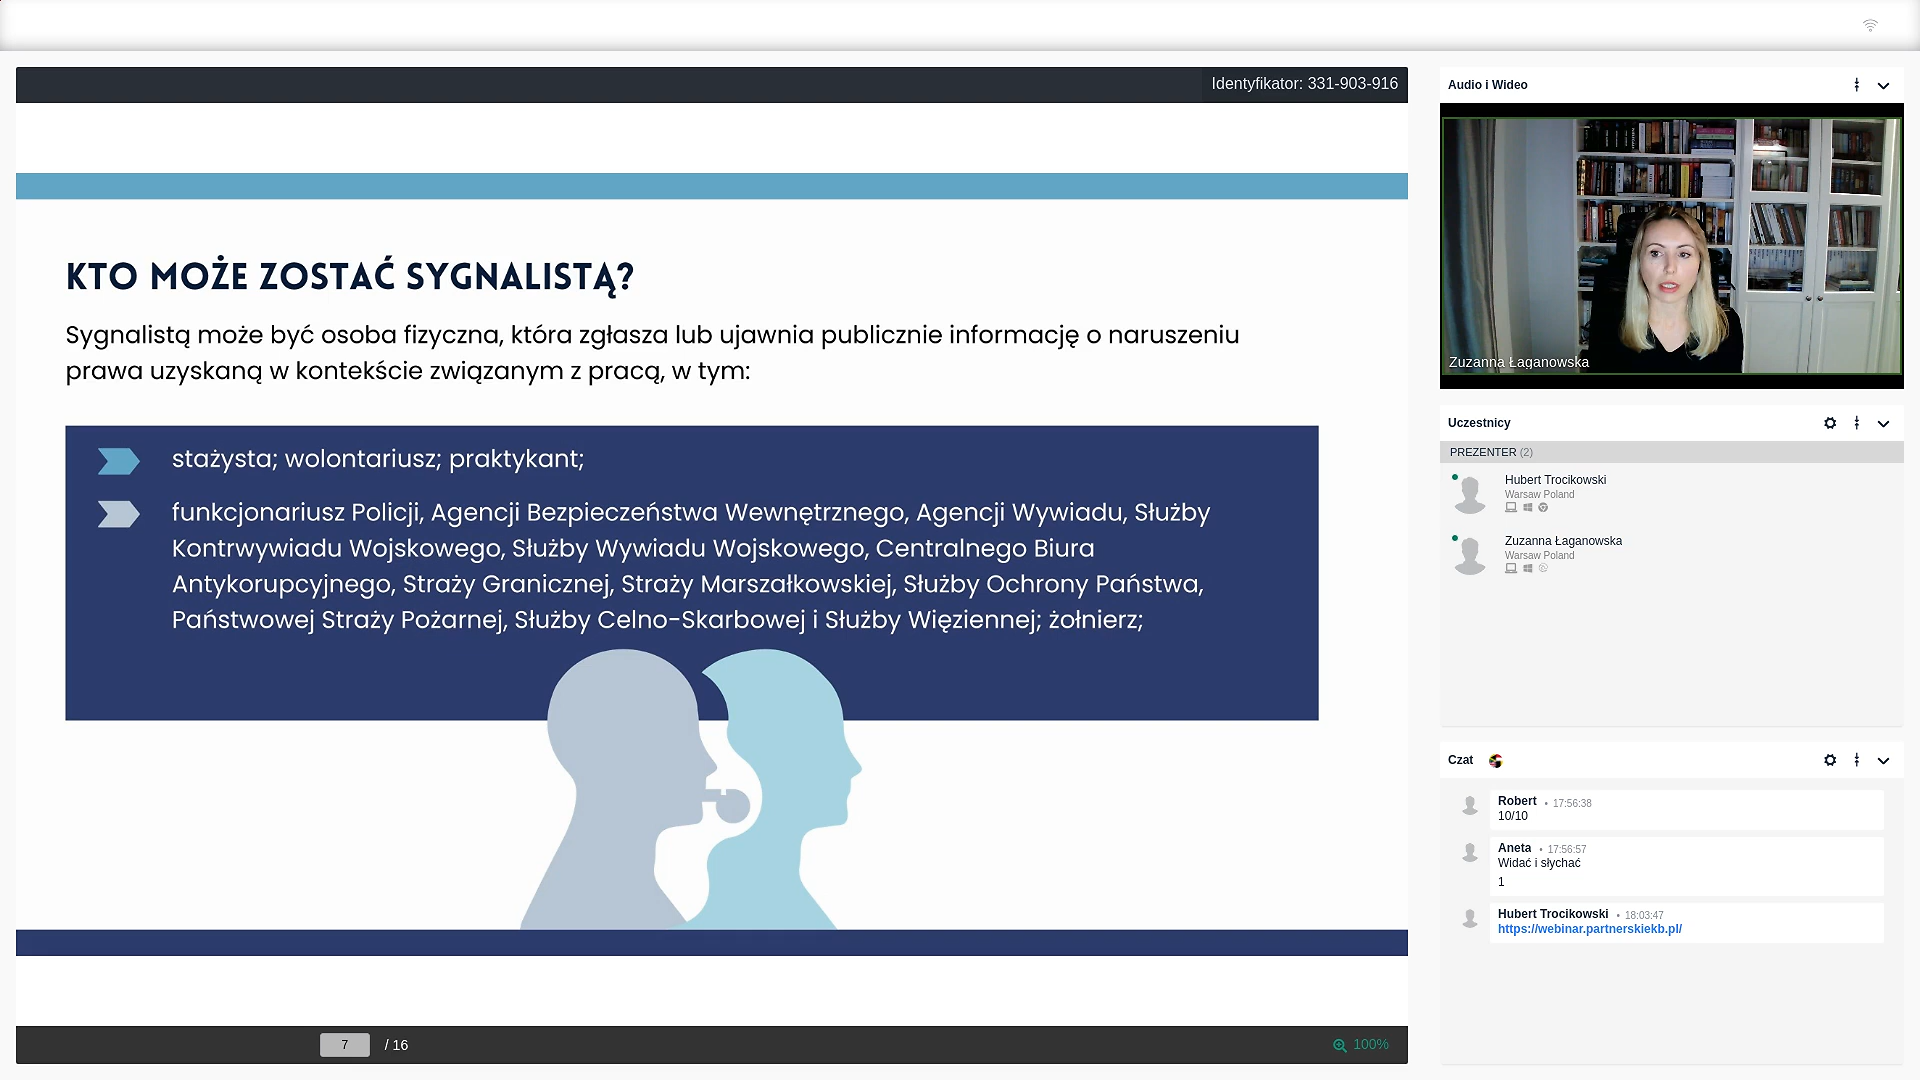 Identyfikator: 331-903-916
KTO MOŻE ZOSTAĆ SYGNALISTĄ?
Sygnalistą może być osoba fizyczna, która zgłasza lub ujawnia publicznie informację o naruszeniu
prawa uzyskaną w kontekście związanym z pracą, w tym:
stażysta; wolontariusz; praktykant;
funkcjonariusz Policji, Agencji Bezpieczeństwa Wewnętrznego, Agencji Wywiadu, Służby
Kontrwywiadu Wojskowego, Służby Wywiadu Wojskowego, Centralnego Biura
Antykorupcyjnego, Straży Granicznej, Straży Marszałkowskiej, Służby Ochrony Państwa,
Państwowej Straży Pożarnej, Służby Celno-Skarbowej i Służby Więziennej; żołnierz;
7 / 16
100%
Audio i Wideo
Zuzanna Łaganowska
Uczestnicy
PREZENTER (2)
Hubert Trocikowski
Warsaw Poland
Zuzanna Łaganowska
Warsaw Poland
Czat
Robert • 17:56:38
10/10
Aneta • 17:56:57
Widać i słychać
1
Hubert Trocikowski • 18:03:47
https://webinar.partnerskiekb.pl/